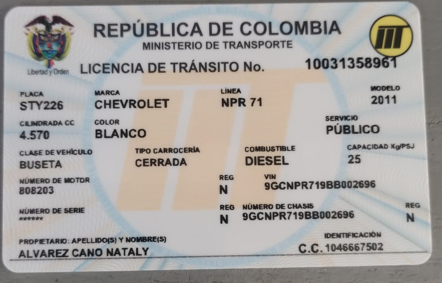 REPÚBLICA DE COLOMBIA
MINISTERIO DE TRANSPORTE
Libertad y Orden
LICENCIA DE TRÁNSITO No. 10031358961
PLACA MARCA LÍNEA MODELO
STY226 CHEVROLET NPR 71 2011
CILINDRADA CC COLOR SERVICIO
4.570 BLANCO PÚBLICO
CLASE DE VEHÍCULO TIPO CARROCERÍA COMBUSTIBLE CAPACIDAD Kg/PSJ
BUSETA CERRADA DIESEL 25
NÚMERO DE MOTOR REG VIN
808203 N 9GCNPR719BB002696
NÚMERO DE SERIE REG NÚMERO DE CHASIS REG
****** N 9GCNPR719BB002696 N
PROPIETARIO: APELLIDO(S) Y NOMBRE(S) IDENTIFICACIÓN
ALVAREZ CANO NATALY C.C. 1046667502